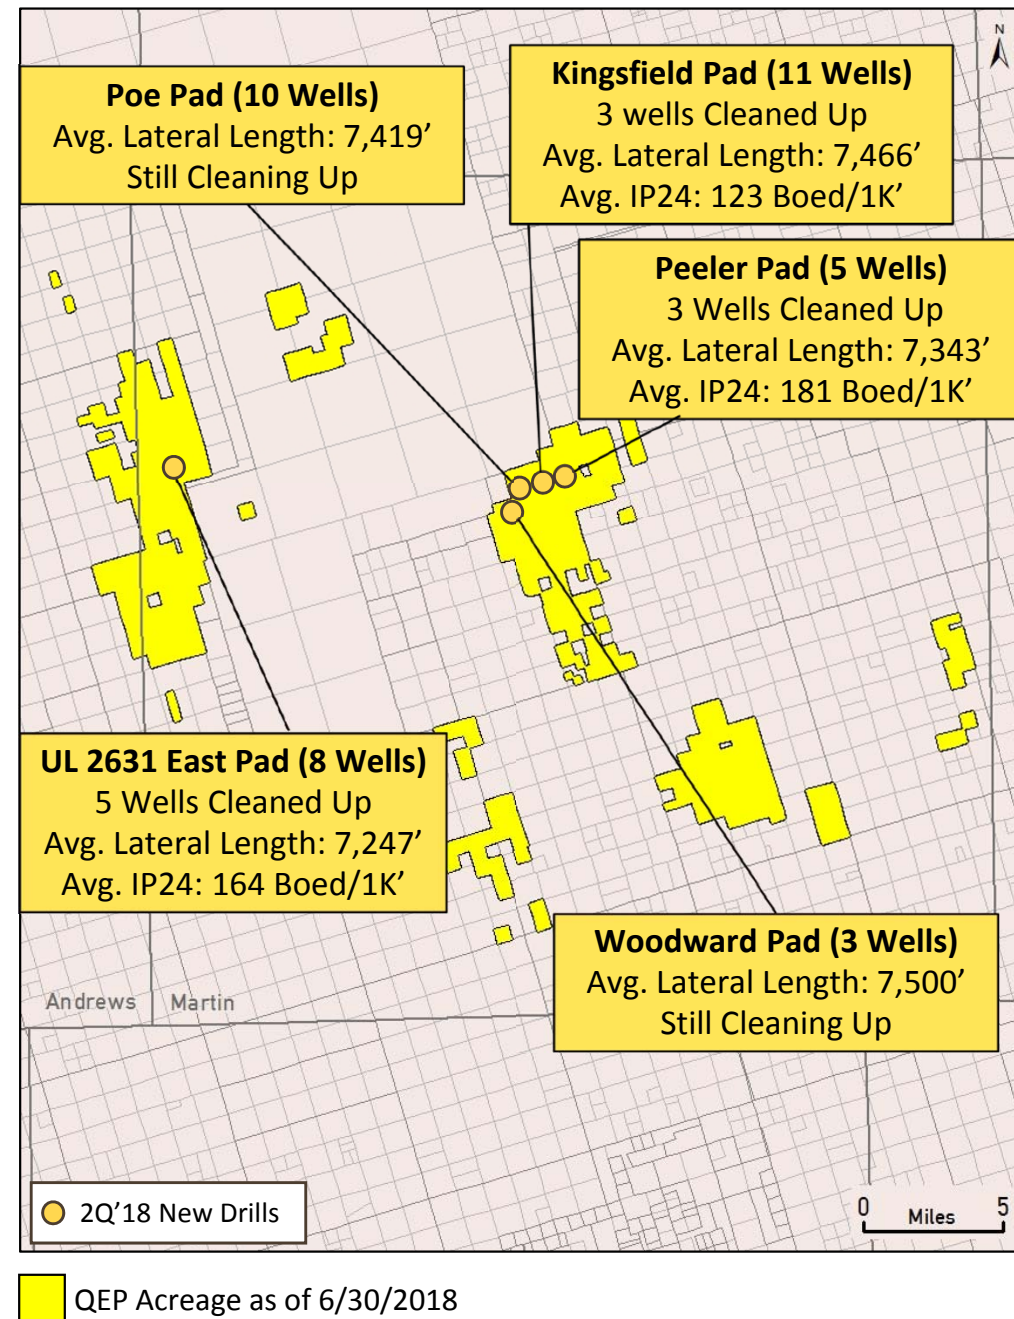 N
Poe Pad (10 Wells)
Avg. Lateral Length: 7,419’
Still Cleaning Up
Kingsfield Pad (11 Wells)
3 wells Cleaned Up
Avg. Lateral Length: 7,466’
Avg. IP24: 123 Boed/1K’
Peeler Pad (5 Wells)
3 Wells Cleaned Up
Avg. Lateral Length: 7,343’
Avg. IP24: 181 Boed/1K’
UL 2631 East Pad (8 Wells)
5 Wells Cleaned Up
Avg. Lateral Length: 7,247’
Avg. IP24: 164 Boed/1K’
Woodward Pad (3 Wells)
Avg. Lateral Length: 7,500’
Still Cleaning Up
Andrews Martin
2Q’18 New Drills
0 Miles 5
QEP Acreage as of 6/30/2018